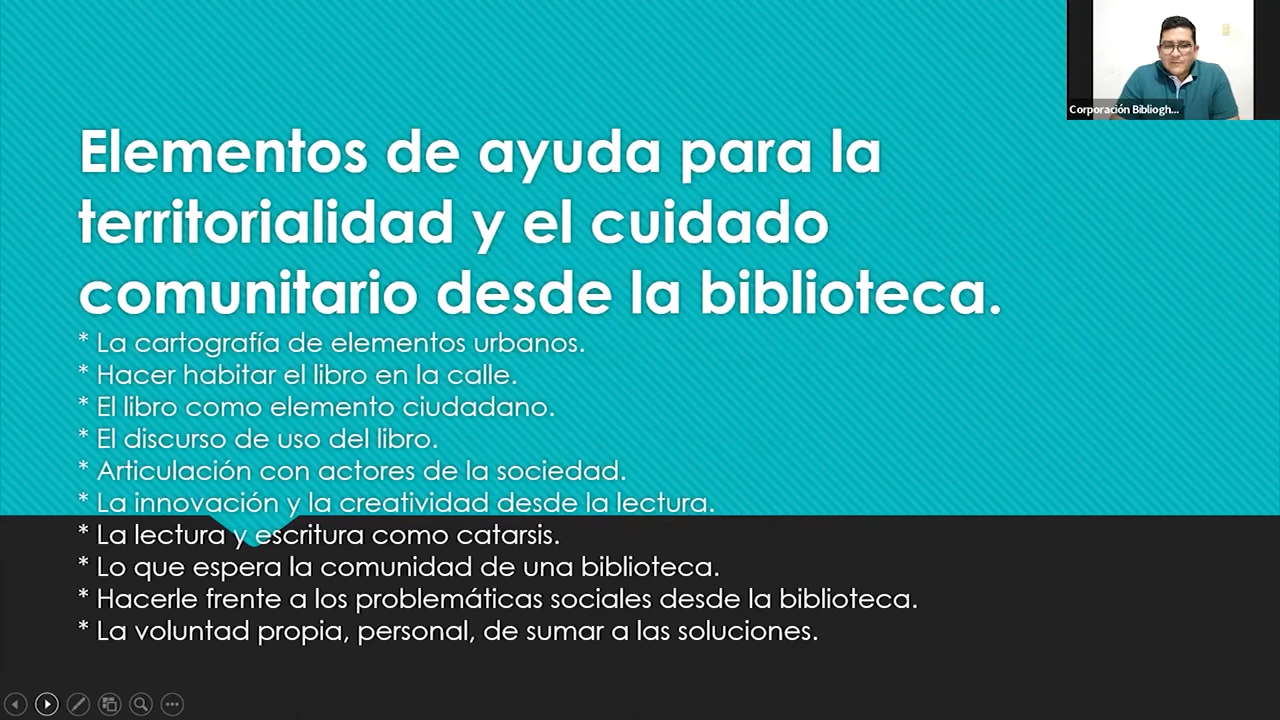 Corporación Bibliogh...
Elementos de ayuda para la
territorialidad y el cuidado
comunitario desde la biblioteca.
* La cartografía de elementos urbanos.
* Hacer habitar el libro en la calle.
* El libro como elemento ciudadano.
* El discurso de uso del libro.
* Articulación con actores de la sociedad.
* La innovación y la creatividad desde la lectura.
* La lectura y escritura como catarsis.
* Lo que espera la comunidad de una biblioteca.
* Hacerle frente a los problemáticas sociales desde la biblioteca.
* La voluntad propia, personal, de sumar a las soluciones.